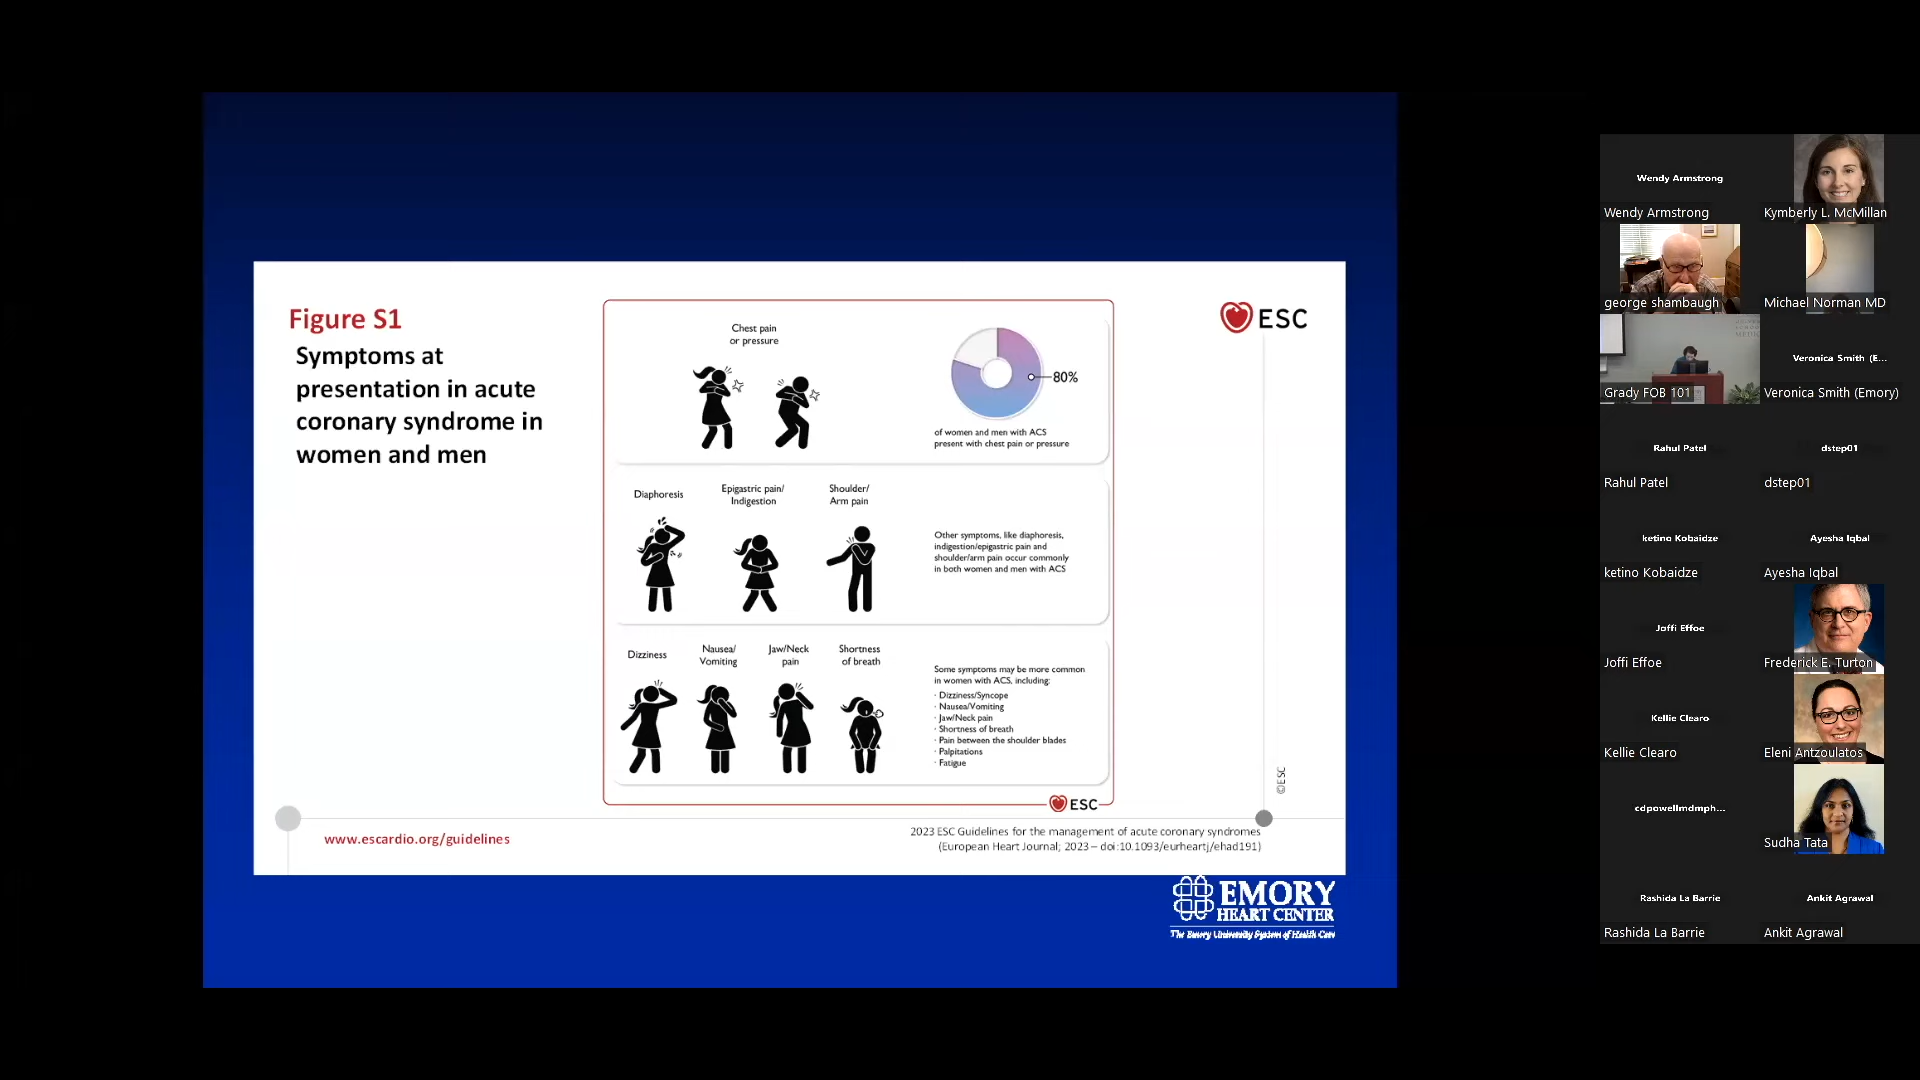 Figure S1
Symptoms at
presentation in acute
coronary syndrome in
women and men
Chest pain
or pressure
80%
of women and men with ACS
present with chest pain or pressure
Diaphoresis
Epigastric pain/
Indigestion
Shoulder/
Arm pain
Other symptoms, like diaphoresis,
indigestion/epigastric pain and
shoulder/arm pain occur commonly
in both women and men with ACS
Dizziness
Nausea/
Vomiting
Jaw/Neck
pain
Shortness
of breath
Some symptoms may be more common
in women with ACS, including:
· Dizziness/Syncope
· Nausea/Vomiting
· Jaw/Neck pain
· Shortness of breath
· Pain between the shoulder blades
· Palpitations
· Fatigue
ESC
ESC
©ESC
www.escardio.org/guidelines
2023 ESC Guidelines for the management of acute coronary syndromes
(European Heart Journal; 2023 – doi:10.1093/eurheartj/ehad191)
EMORY
HEART CENTER
The Emory University System of Health Care
Wendy Armstrong
Wendy Armstrong
Kymberly L. McMillan
george shambaugh
Michael Norman MD
Grady FOB 101
Veronica Smith (E...
Veronica Smith (Emory)
Rahul Patel
Rahul Patel
dstep01
dstep01
ketino Kobaidze
ketino Kobaidze
Ayesha Iqbal
Ayesha Iqbal
Joffi Effoe
Joffi Effoe
Frederick E. Turton
Kellie Clearo
Kellie Clearo
Eleni Antzoulatos
cdpowellmdmph...
Sudha Tata
Rashida La Barrie
Rashida La Barrie
Ankit Agrawal
Ankit Agrawal